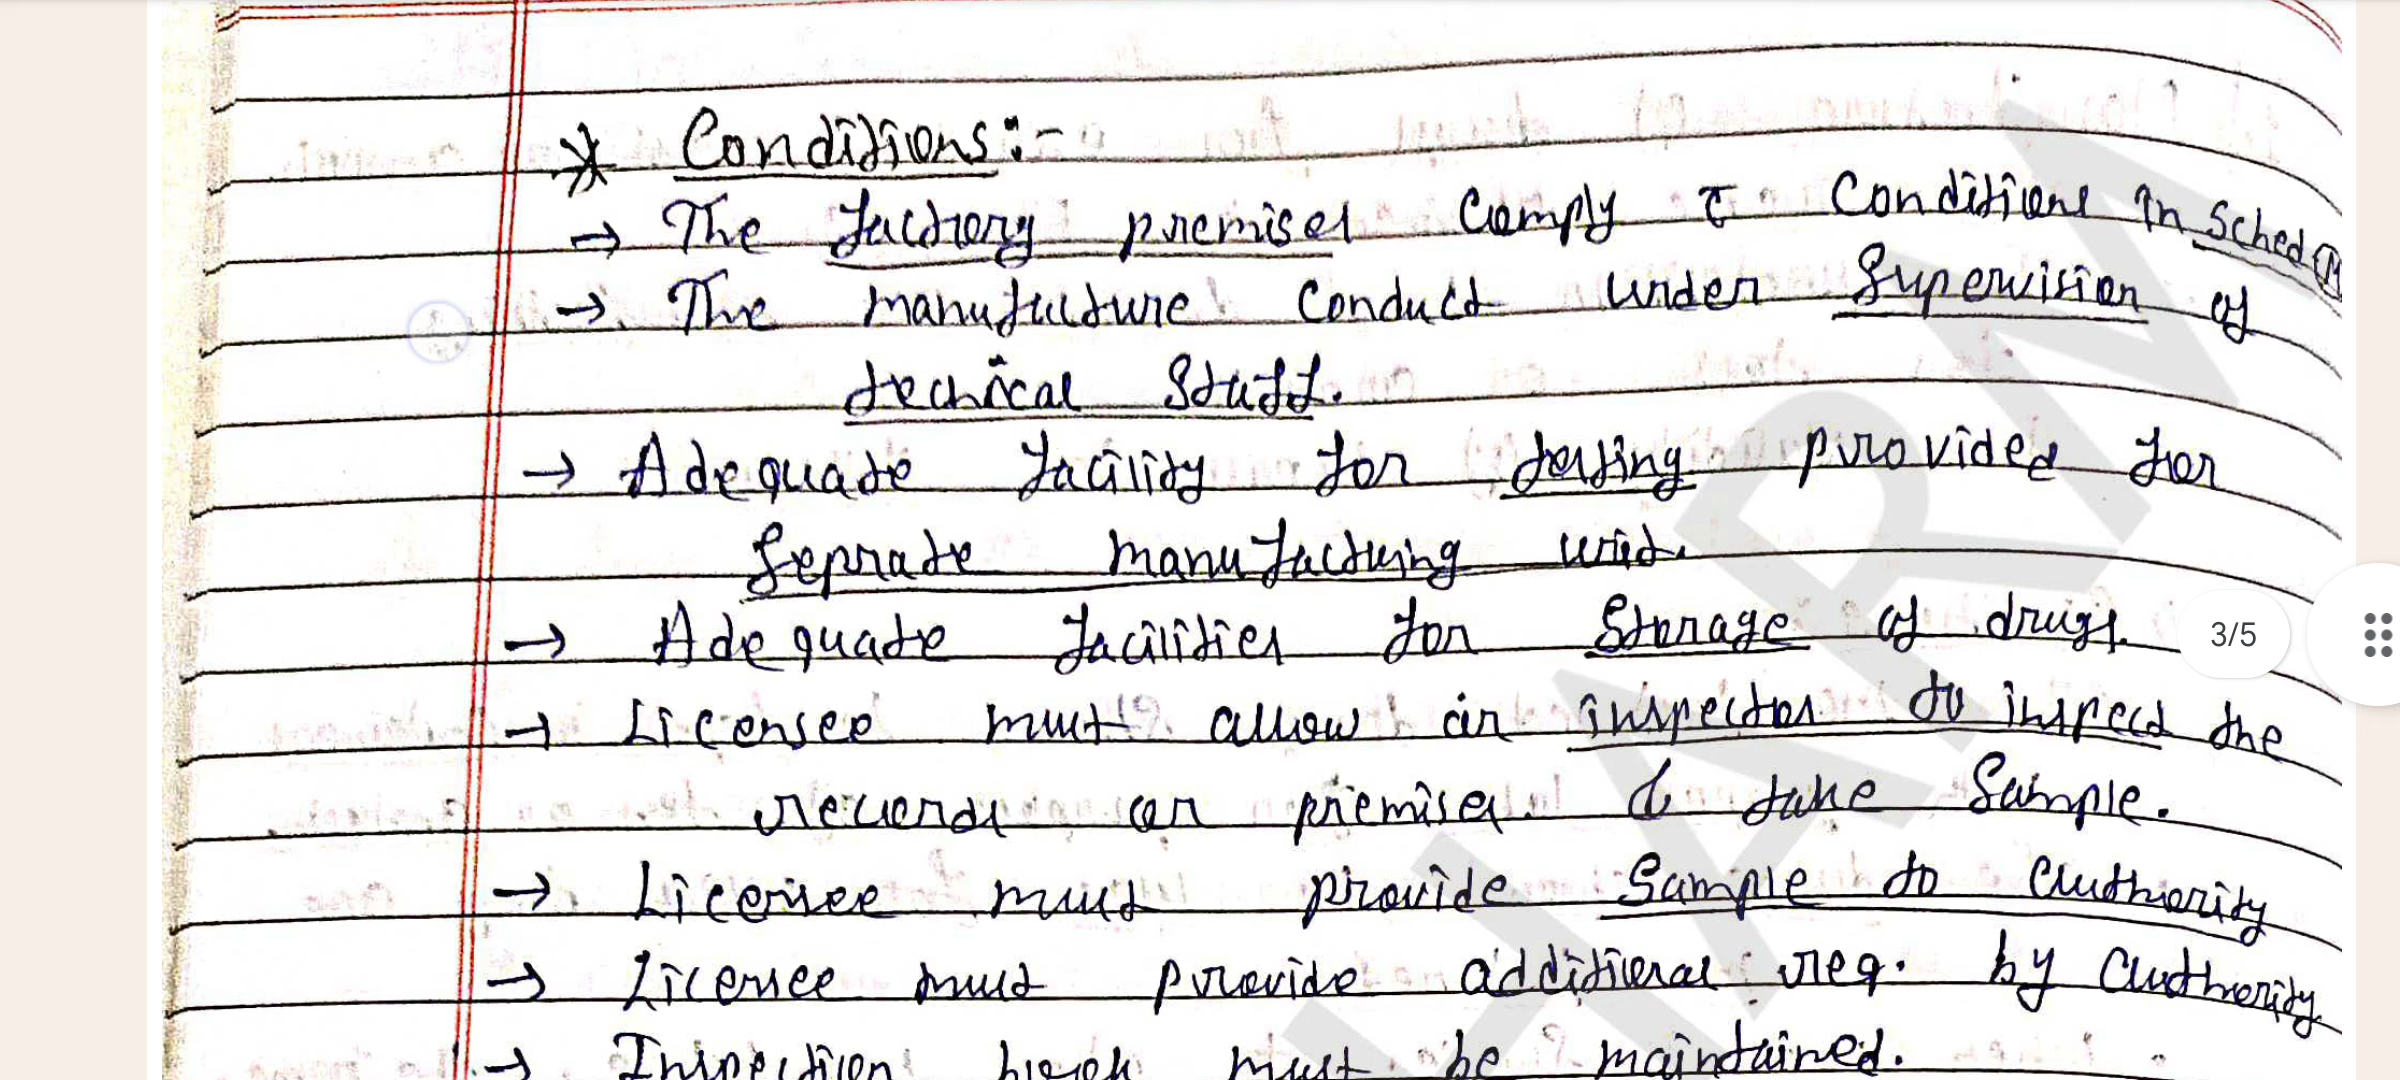 * Conditions :-
→ The factory premises comply c̄ conditions in Sched (M)
→ The manufacture conduct under Supervision of
techical Staff.
→ Adequate facility for testing provided for
Seprate manufacturing unit.
→ Adequate facilities for Storage of drugs.
→ Licensee must allow an inspector to inspect the
records or premises & take Sample.
→ Licensee must provide Sample to authority
→ Licensee must provide additional req. by authority
→ Inspection book must be maintained.
3/5
HARM